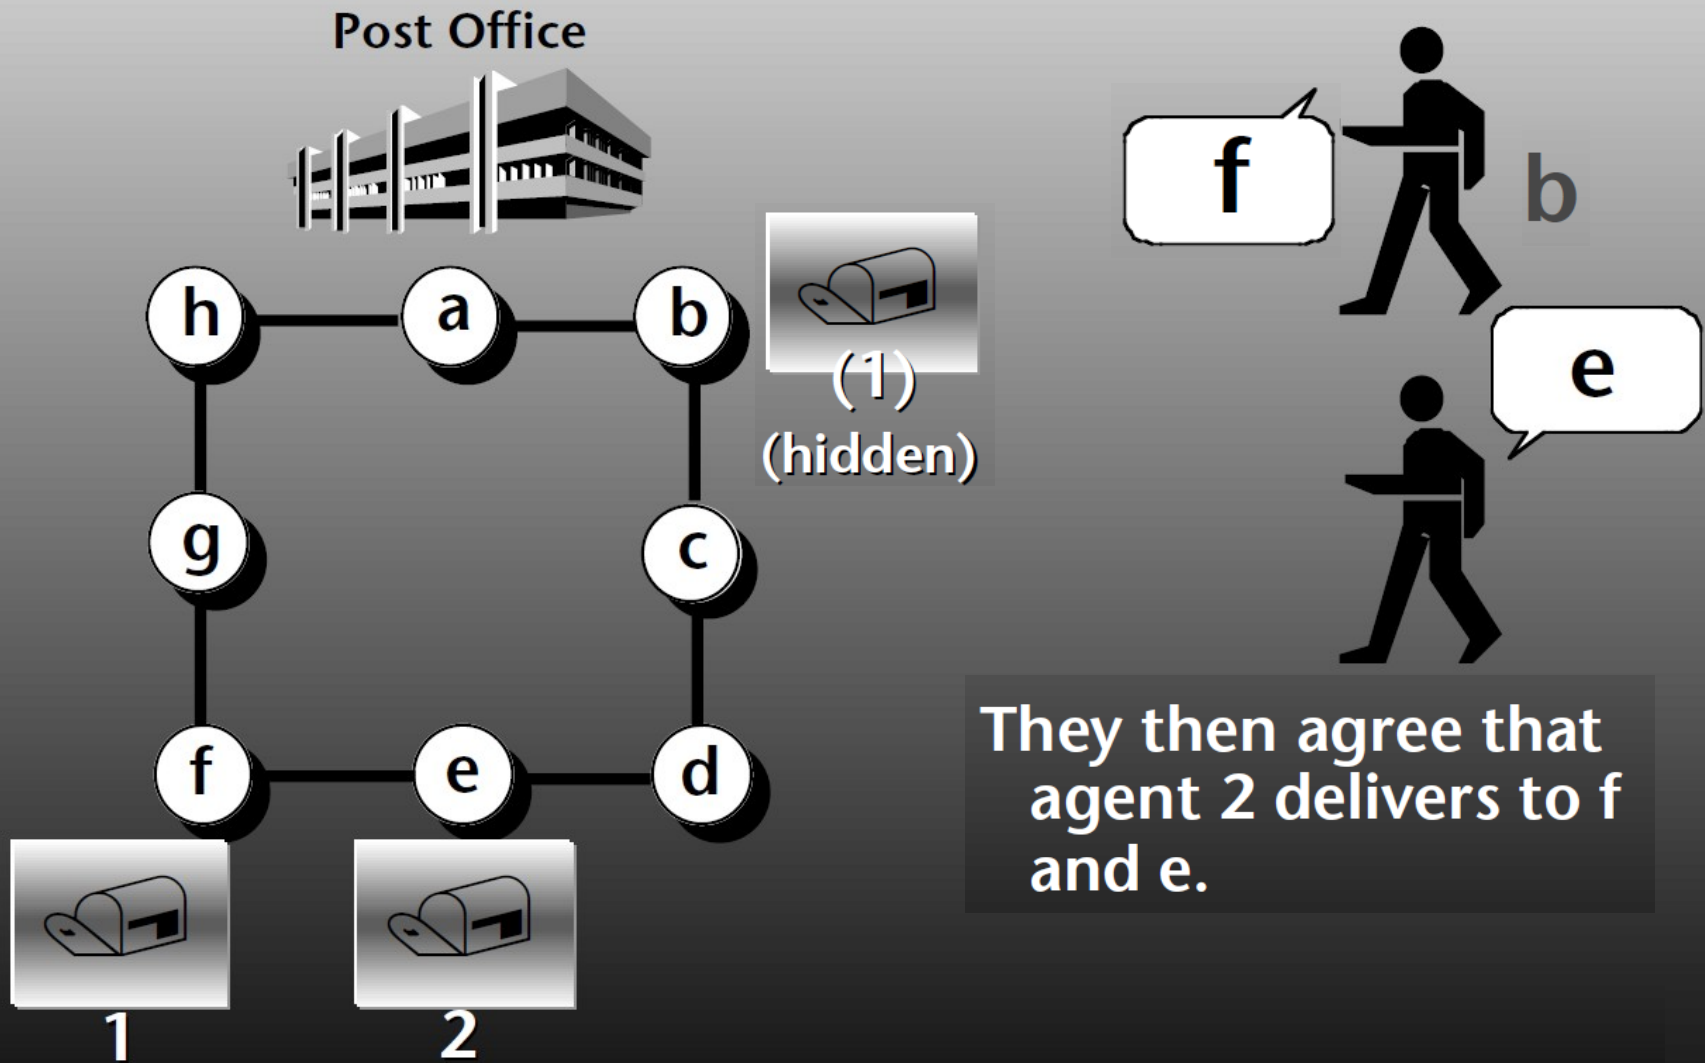 Post Office
f
b
h
a
b
(1)
(hidden)
e
g
c
f
e
d
They then agree that
agent 2 delivers to f
and e.
1
2